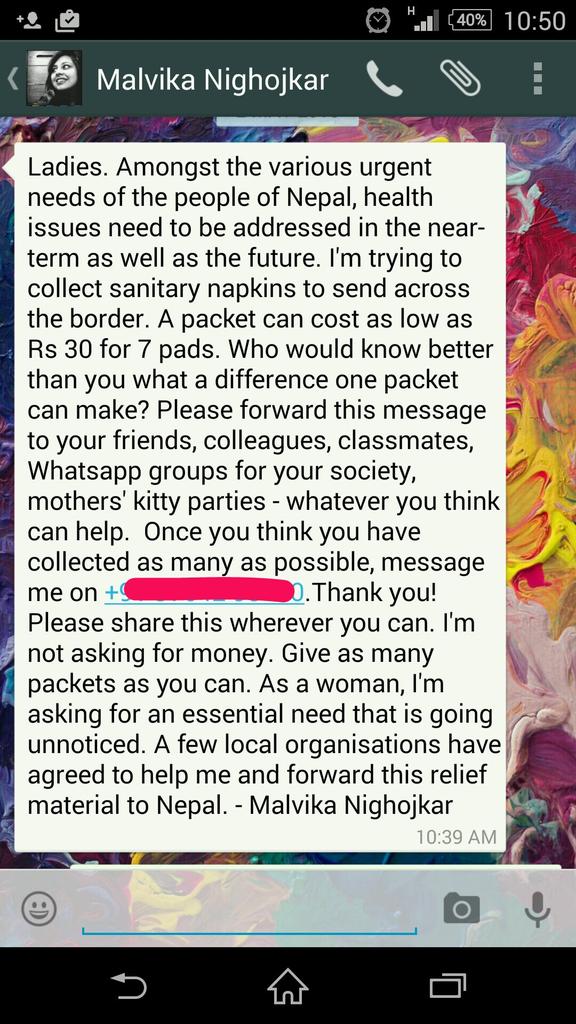 H
40%
10:50
Malvika Nighojkar
Ladies. Amongst the various urgent
needs of the people of Nepal, health
issues need to be addressed in the near-
term as well as the future. I'm trying to
collect sanitary napkins to send across
the border. A packet can cost as low as
Rs 30 for 7 pads. Who would know better
than you what a difference one packet
can make? Please forward this message
to your friends, colleagues, classmates,
Whatsapp groups for your society,
mothers' kitty parties - whatever you think
can help.  Once you think you have
collected as many as possible, message
me on .Thank you!
Please share this wherever you can. I'm
not asking for money. Give as many
packets as you can. As a woman, I'm
asking for an essential need that is going
unnoticed. A few local organisations have
agreed to help me and forward this relief
material to Nepal. - Malvika Nighojkar
10:39 AM